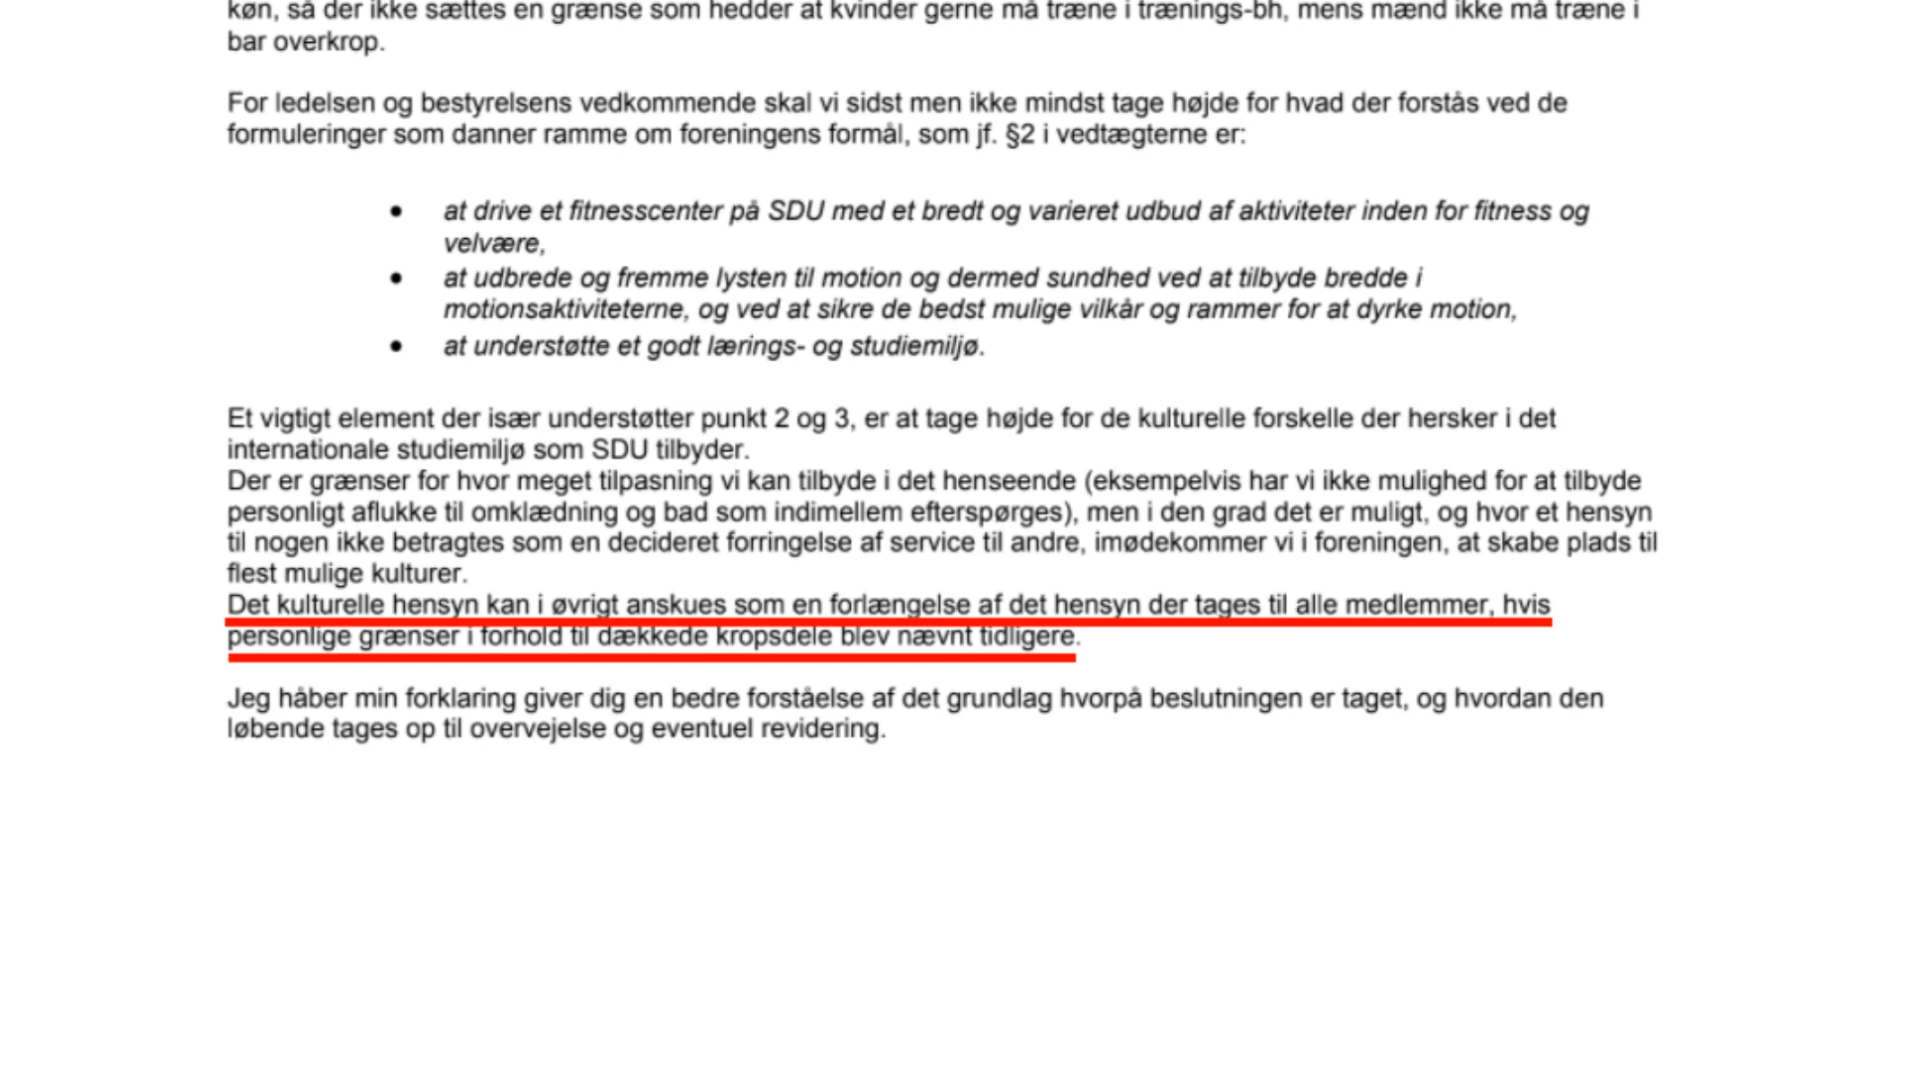 køn, så der ikke sættes en grænse som hedder at kvinder gerne må træne i trænings-bh, mens mænd ikke må træne i
bar overkrop.
For ledelsen og bestyrelsens vedkommende skal vi sidst men ikke mindst tage højde for hvad der forstås ved de
formuleringer som danner ramme om foreningens formål, som jf. §2 i vedtægterne er:
• at drive et fitnesscenter på SDU med et bredt og varieret udbud af aktiviteter inden for fitness og
velvære,
• at udbrede og fremme lysten til motion og dermed sundhed ved at tilbyde bredde i
motionsaktiviteterne, og ved at sikre de bedst mulige vilkår og rammer for at dyrke motion,
• at understøtte et godt lærings- og studiemiljø.
Et vigtigt element der især understøtter punkt 2 og 3, er at tage højde for de kulturelle forskelle der hersker i det
internationale studiemiljø som SDU tilbyder.
Der er grænser for hvor meget tilpasning vi kan tilbyde i det henseende (eksempelvis har vi ikke mulighed for at tilbyde
personligt aflukke til omklædning og bad som indimellem efterspørges), men i den grad det er muligt, og hvor et hensyn
til nogen ikke betragtes som en decideret forringelse af service til andre, imødekommer vi i foreningen, at skabe plads til
flest mulige kulturer.
Det kulturelle hensyn kan i øvrigt anskues som en forlængelse af det hensyn der tages til alle medlemmer, hvis
personlige grænser i forhold til dækkede kropsdele blev nævnt tidligere.
Jeg håber min forklaring giver dig en bedre forståelse af det grundlag hvorpå beslutningen er taget, og hvordan den
løbende tages op til overvejelse og eventuel revidering.